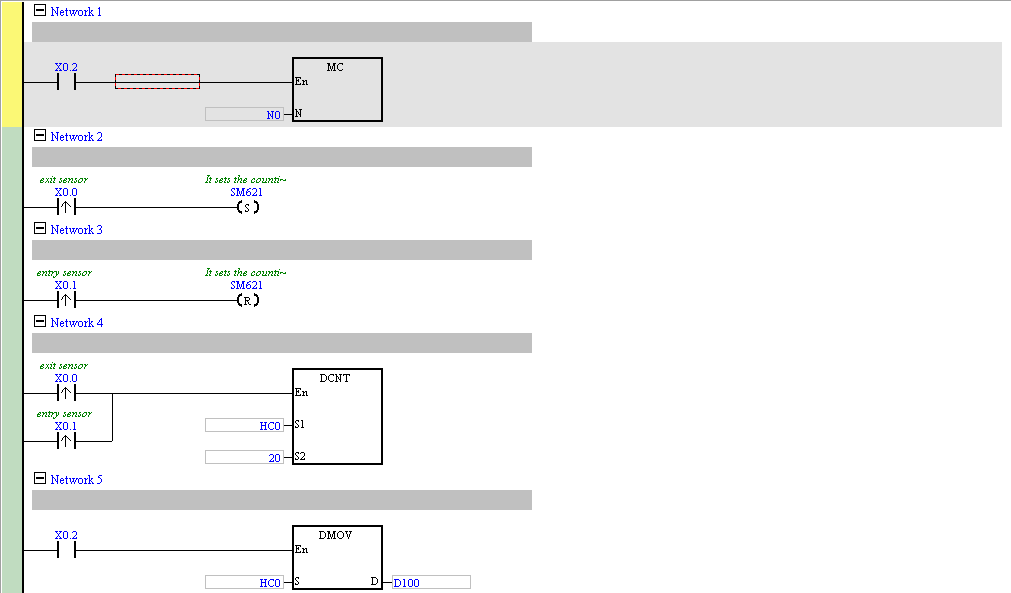 Network 1
X0.2
MC
En
N0
N
Network 2
exit sensor
It sets the counti~
X0.0
SM621
S
Network 3
entry sensor
It sets the counti~
X0.1
SM621
R
Network 4
exit sensor
X0.0
DCNT
En
entry sensor
X0.1
HC0
S1
20
S2
Network 5
X0.2
DMOV
En
HC0
S
D
D100